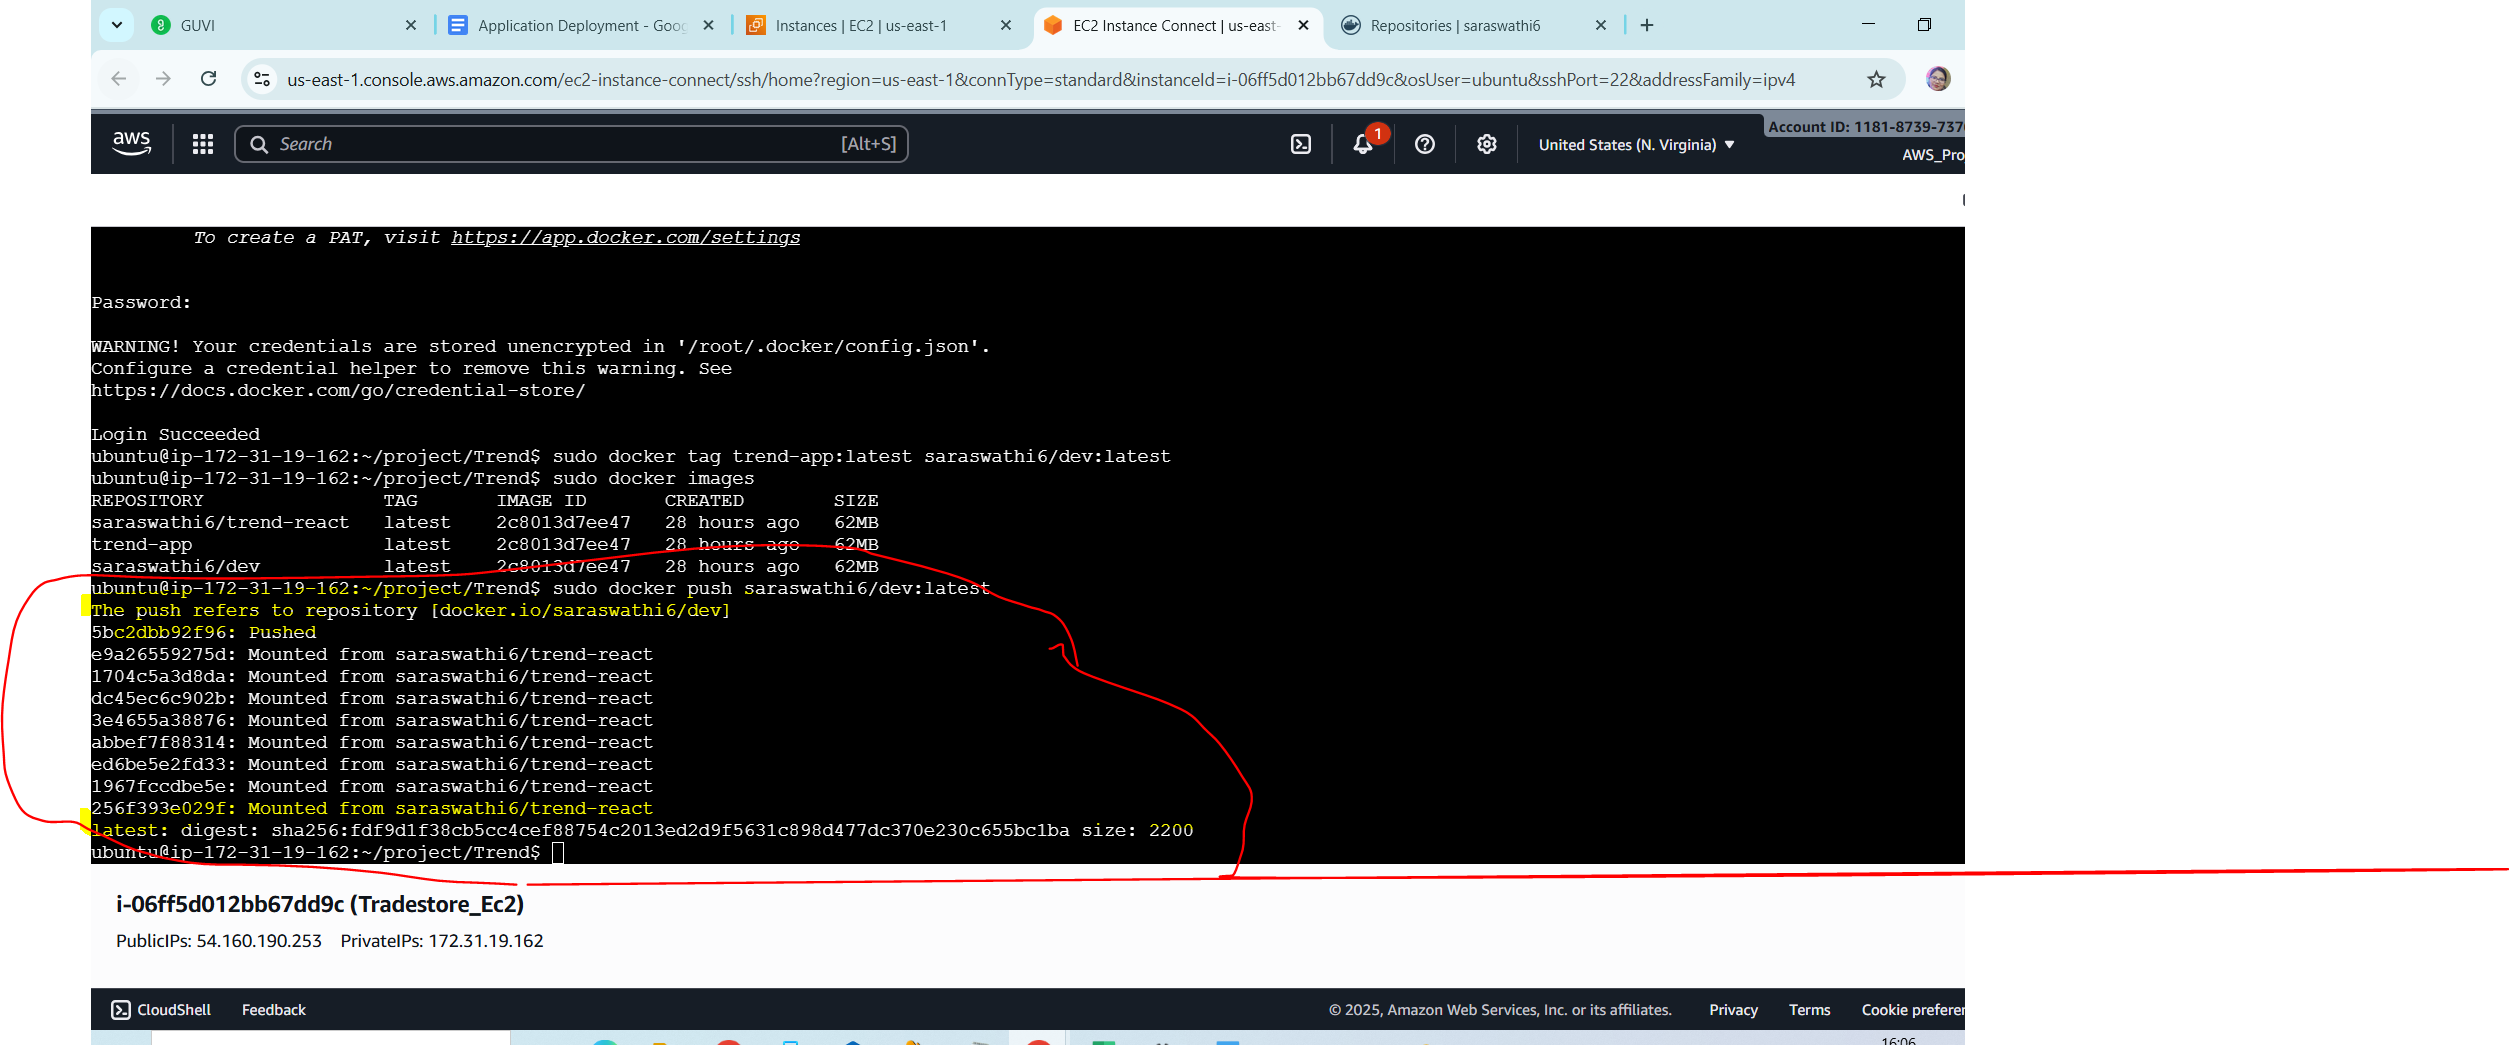 GUVI
Application Deployment - Goog
Instances | EC2 | us-east-1
EC2 Instance Connect | us-east-
Repositories | saraswathi6
us-east-1.console.aws.amazon.com/ec2-instance-connect/ssh/home?region=us-east-1&connType=standard&instanceId=i-06ff5d012bb67dd9c&osUser=ubuntu&sshPort=22&addressFamily=ipv4
aws
Search
[Alt+S]
1
United States (N. Virginia)
Account ID: 1181-8739-737
AWS_Pro
To create a PAT, visit https://app.docker.com/settings
Password:
WARNING! Your credentials are stored unencrypted in '/root/.docker/config.json'.
Configure a credential helper to remove this warning. See
https://docs.docker.com/go/credential-store/
Login Succeeded
ubuntu@ip-172-31-19-162:~/project/Trend$ sudo docker tag trend-app:latest saraswathi6/dev:latest
ubuntu@ip-172-31-19-162:~/project/Trend$ sudo docker images
REPOSITORY TAG IMAGE ID CREATED SIZE
saraswathi6/trend-react latest 2c8013d7ee47 28 hours ago 62MB
trend-app latest 2c8013d7ee47 28 hours ago 62MB
saraswathi6/dev latest 2c8013d7ee47 28 hours ago 62MB
ubuntu@ip-172-31-19-162:~/project/Trend$ sudo docker push saraswathi6/dev:latest
The push refers to repository [docker.io/saraswathi6/dev]
5bc2dbb92f96: Pushed
e9a26559275d: Mounted from saraswathi6/trend-react
1704c5a3d8da: Mounted from saraswathi6/trend-react
dc45ec6c902b: Mounted from saraswathi6/trend-react
3e4655a38876: Mounted from saraswathi6/trend-react
abbef7f88314: Mounted from saraswathi6/trend-react
ed6be5e2fd33: Mounted from saraswathi6/trend-react
1967fccdbe5e: Mounted from saraswathi6/trend-react
256f393e029f: Mounted from saraswathi6/trend-react
latest: digest: sha256:fdf9d1f38cb5cc4cef88754c2013ed2d9f5631c898d477dc370e230c655bc1ba size: 2200
ubuntu@ip-172-31-19-162:~/project/Trend$
i-06ff5d012bb67dd9c (Tradestore_Ec2)
PublicIPs: 54.160.190.253 PrivateIPs: 172.31.19.162
CloudShell Feedback
© 2025, Amazon Web Services, Inc. or its affiliates. Privacy Terms Cookie prefere
16:06